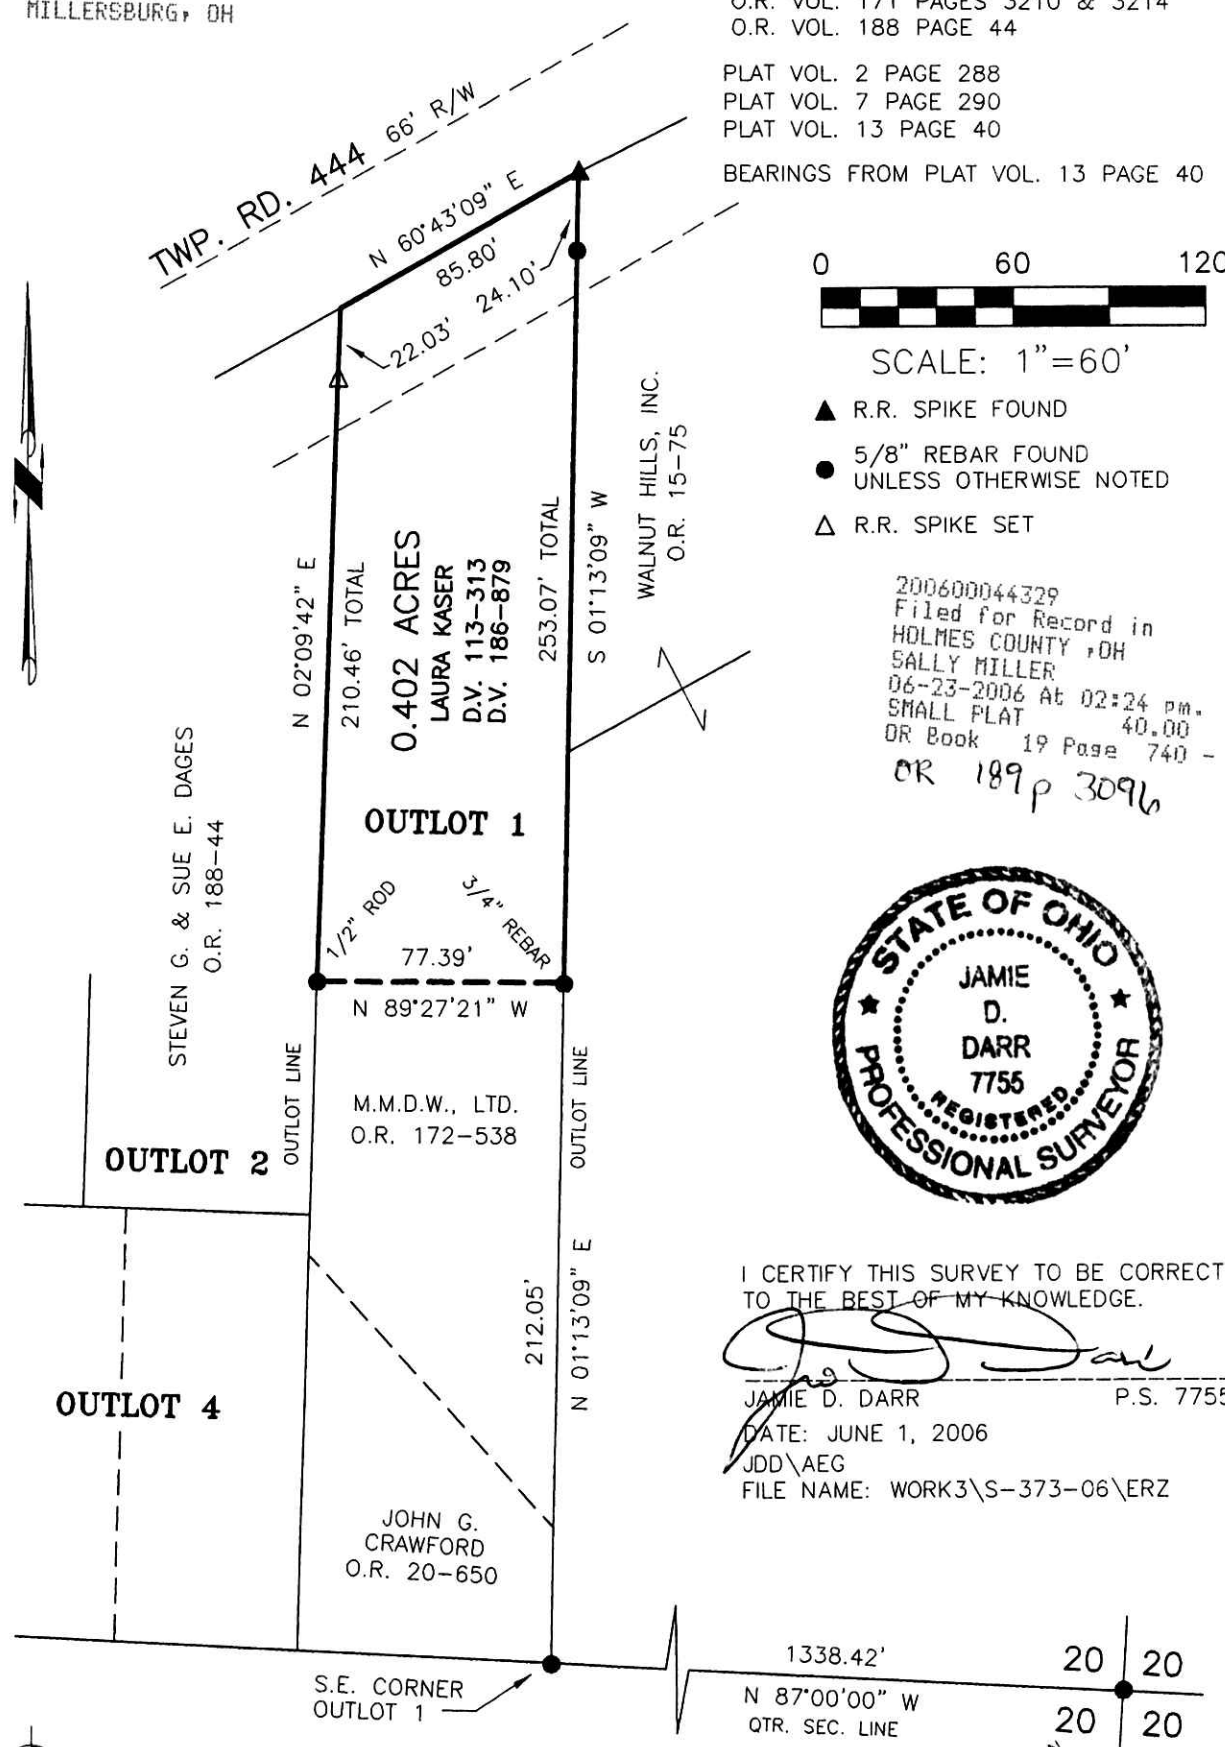 MILLERSBURG, OH
O.R. VOL. 171 PAGES 3210 & 3214
O.R. VOL. 188 PAGE 44
PLAT VOL. 2 PAGE 288
PLAT VOL. 7 PAGE 290
PLAT VOL. 13 PAGE 40
BEARINGS FROM PLAT VOL. 13 PAGE 40
TWP. RD. 444 66' R/W
N 60°43'09" E
85.80'
24.10'
22.03'
0 60 120
SCALE: 1"=60'
R.R. SPIKE FOUND
5/8" REBAR FOUND
UNLESS OTHERWISE NOTED
R.R. SPIKE SET
WALNUT HILLS, INC.
O.R. 15-75
N 02°09'42" E
210.46' TOTAL
0.402 ACRES
LAURA KASER
D.V. 113-313
D.V. 186-879
253.07' TOTAL
S 01°13'09" W
200600044329
Filed for Record in
HOLMES COUNTY ,OH
SALLY MILLER
06-23-2006 At 02:24 pm.
SMALL PLAT 40.00
OR Book 19 Page 740 -
OR 189 p 3096
STEVEN G. & SUE E. DAGES
O.R. 188-44
OUTLOT 1
1/2" ROD
3/4" REBAR
77.39'
N 89°27'21" W
STATE OF OHIO
JAMIE
D.
DARR
7755
REGISTERED
PROFESSIONAL SURVEYOR
OUTLOT LINE
M.M.D.W., LTD.
O.R. 172-538
OUTLOT LINE
OUTLOT 2
212.05'
N 01°13'09" E
I CERTIFY THIS SURVEY TO BE CORRECT
TO THE BEST OF MY KNOWLEDGE.
JAMIE D. DARR P.S. 7755
DATE: JUNE 1, 2006
JDD\AEG
FILE NAME: WORK3\S-373-06\ERZ
OUTLOT 4
JOHN G.
CRAWFORD
O.R. 20-650
S.E. CORNER
OUTLOT 1
1338.42'
N 87°00'00" W
QTR. SEC. LINE
20 20
20 20